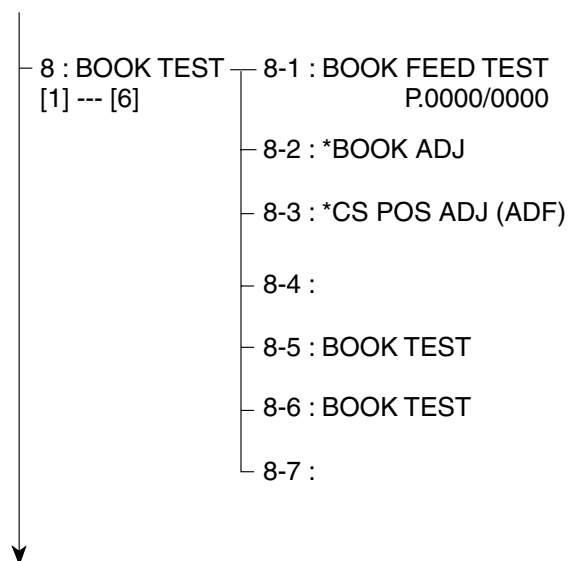 8 : BOOK TEST
[1] --- [6]
8-1 : BOOK FEED TEST
P.0000/0000
8-2 : *BOOK ADJ
8-3 : *CS POS ADJ (ADF)
8-4 :
8-5 : BOOK TEST
8-6 : BOOK TEST
8-7 :